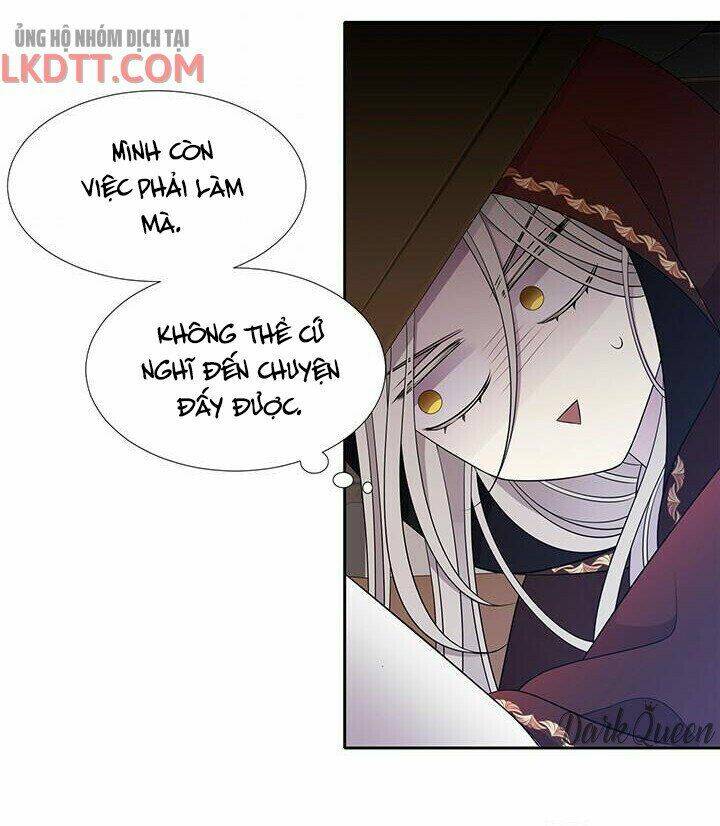 ỦNG HỘ NHÓM DỊCH TẠI
LKDTT.COM
MÌNH CÒN
VIỆC PHẢI LÀM
MÀ.
KHÔNG THỂ CỨ
NGHĨ ĐẾN CHUYỆN
ĐẤY ĐƯỢC.
DarkQueen